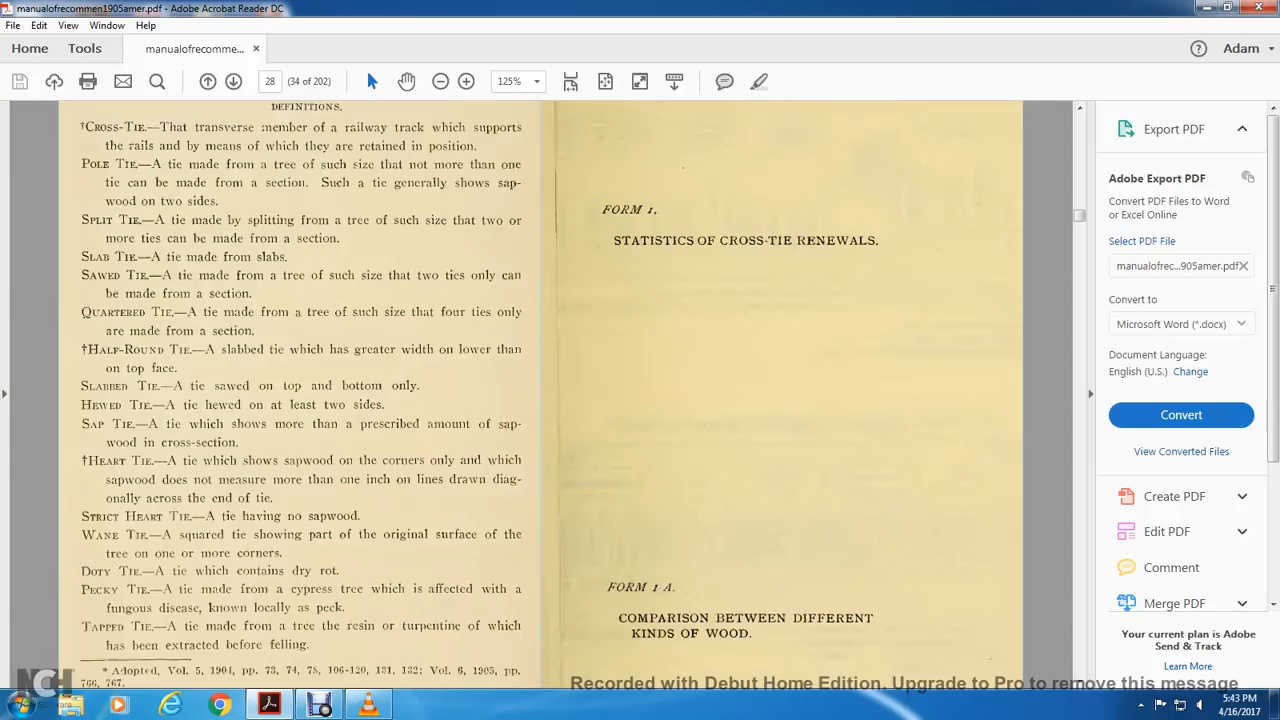 manualofrecommen1905amer.pdf - Adobe Acrobat Reader DC
File Edit View Window Help
Home Tools manualofrecomme... × ? Adam
28 (34 of 202) 125%
DEFINITIONS.
†CROSS-TIE.—That transverse member of a railway track which supports
the rails and by means of which they are retained in position.
POLE TIE.—A tie made from a tree of such size that not more than one
tie can be made from a section. Such a tie generally shows sap-
wood on two sides.
SPLIT TIE.—A tie made by splitting from a tree of such size that two or
more ties can be made from a section.
SLAB TIE.—A tie made from slabs.
SAWED TIE.—A tie made from a tree of such size that two ties only can
be made from a section.
QUARTERED TIE.—A tie made from a tree of such size that four ties only
are made from a section.
†HALF-ROUND TIE.—A slabbed tie which has greater width on lower than
on top face.
SLABBED TIE.—A tie sawed on top and bottom only.
HEWED TIE.—A tie hewed on at least two sides.
SAP TIE.—A tie which shows more than a prescribed amount of sap-
wood in cross-section.
†HEART TIE.—A tie which shows sapwood on the corners only and which
sapwood does not measure more than one inch on lines drawn diag-
onally across the end of tie.
STRICT HEART TIE.—A tie having no sapwood.
WANE TIE.—A squared tie showing part of the original surface of the
tree on one or more corners.
DOTY TIE.—A tie which contains dry rot.
PECKY TIE.—A tie made from a cypress tree which is affected with a
fungous disease, known locally as peck.
TAPPED TIE.—A tie made from a tree the resin or turpentine of which
has been extracted before felling.
* Adopted, Vol. 5, 1904, pp. 73, 74, 78, 106-120, 131, 132; Vol. 6, 1905, pp.
766, 767.
FORM 1.
STATISTICS OF CROSS-TIE RENEWALS.
FORM 1 A.
COMPARISON BETWEEN DIFFERENT
KINDS OF WOOD.
Export PDF
Adobe Export PDF
Convert PDF Files to Word
or Excel Online
Select PDF File
manualofrec...905amer.pdf ×
Convert to
Microsoft Word (*.docx)
Document Language:
English (U.S.) Change
Convert
View Converted Files
Create PDF
Edit PDF
Comment
Merge PDF
Your current plan is Adobe
Send & Track
Learn More
NCH
Software
Recorded with Debut Home Edition. Upgrade to Pro to remove this message
5:43 PM
4/16/2017